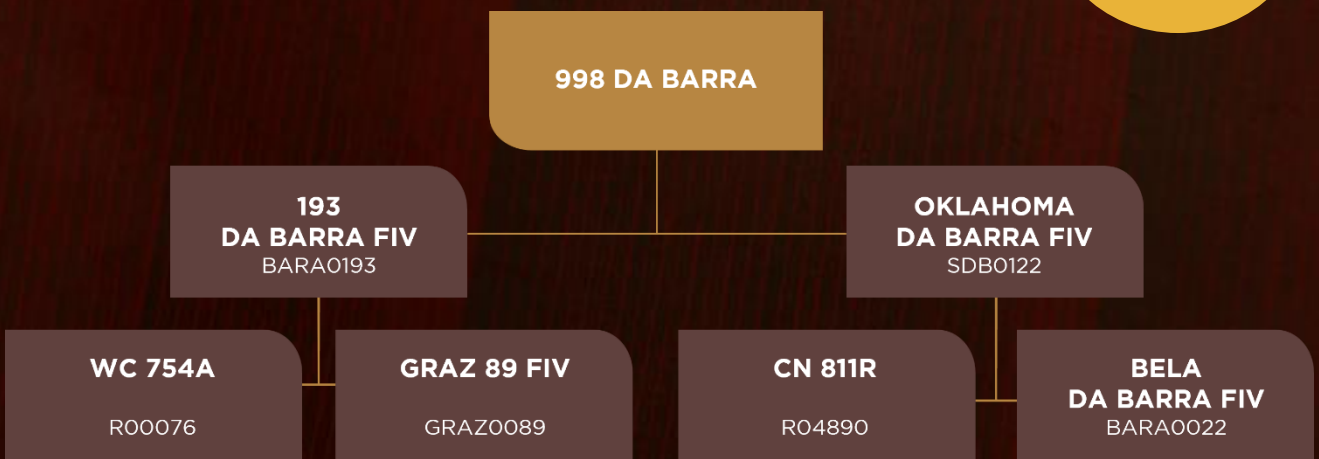 998 DA BARRA
193
DA BARRA FIV
BARA0193
OKLAHOMA
DA BARRA FIV
SDB0122
WC 754A
R00076
GRAZ 89 FIV
GRAZ0089
CN 811R
R04890
BELA
DA BARRA FIV
BARA0022